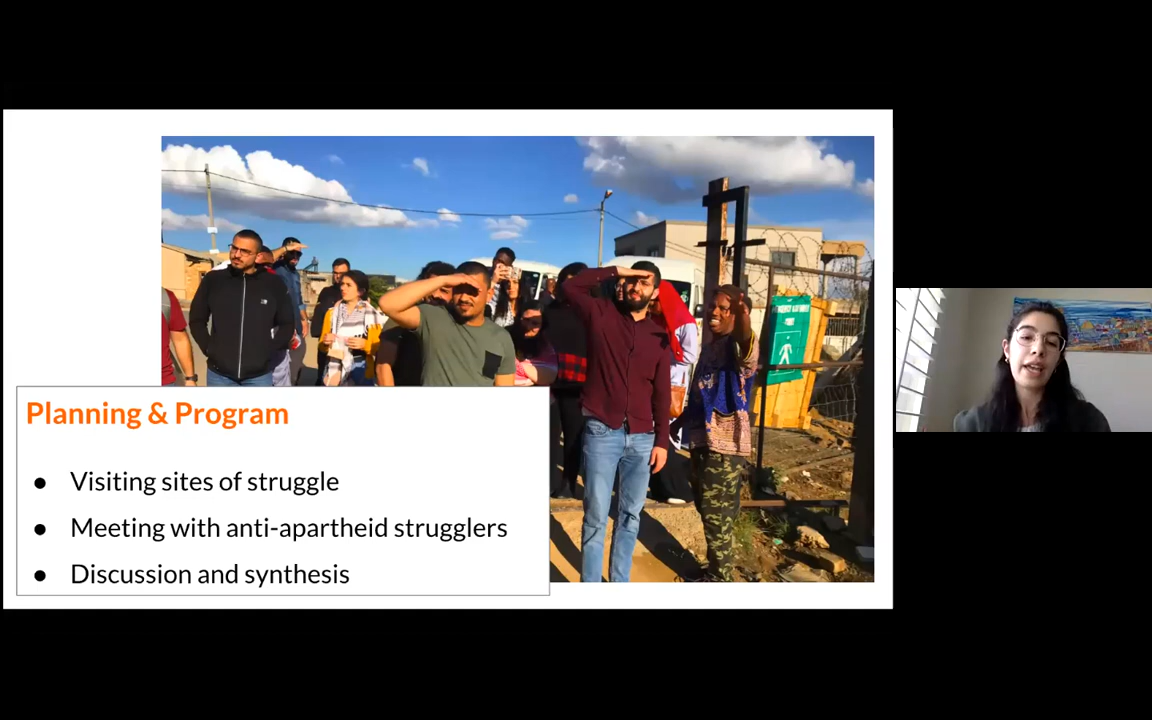 Planning & Program
● Visiting sites of struggle
● Meeting with anti-apartheid strugglers
● Discussion and synthesis